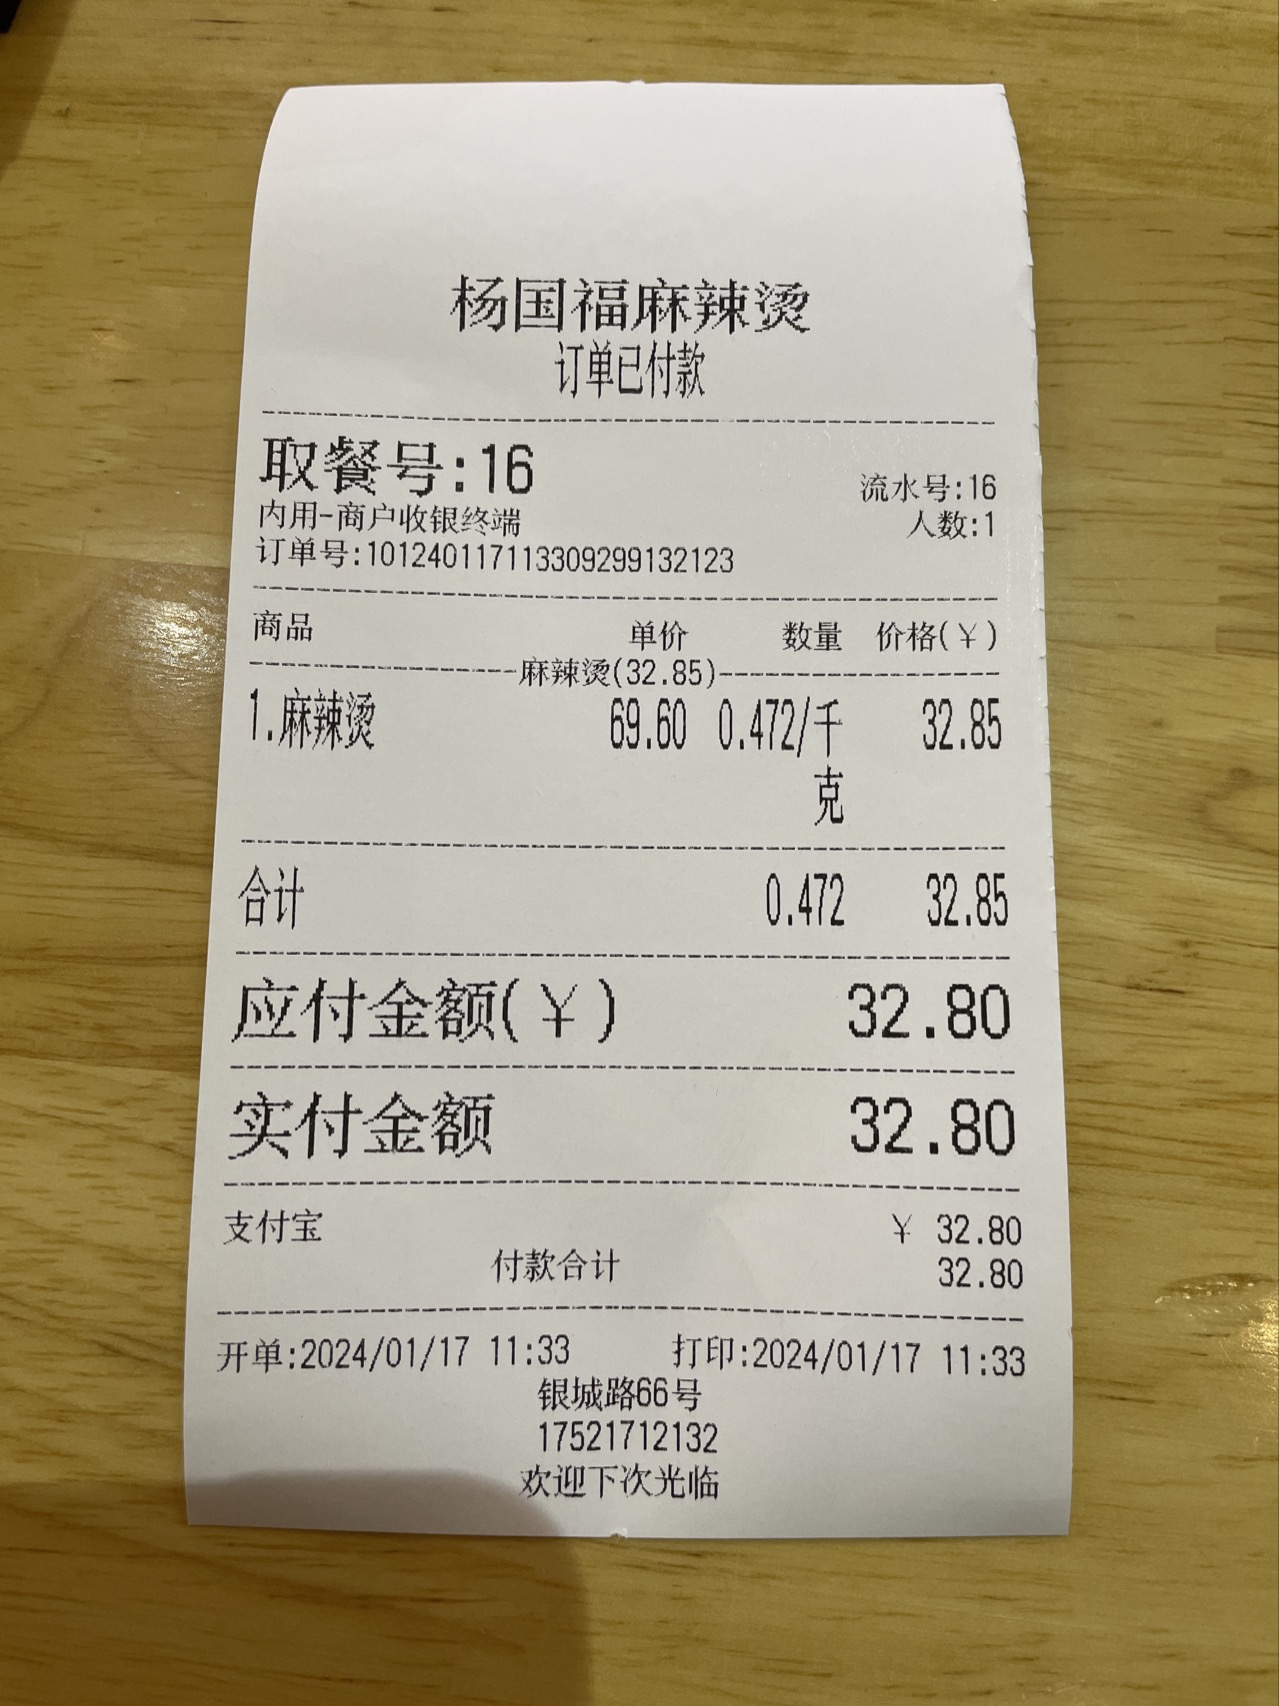 杨国福麻辣烫
订单已付款
取餐号:16
流水号:16
内用-商户收银终端
人数:1
订单号:101240117113309299132123
商品 单价 数量 价格(¥)
麻辣烫(32.85)
1.麻辣烫 69.60 0.472/千克 32.85
合计 0.472 32.85
应付金额(¥) 32.80
实付金额 32.80
支付宝 ¥ 32.80
付款合计 32.80
开单:2024/01/17 11:33 打印:2024/01/17 11:33
银城路66号
17521712132
欢迎下次光临